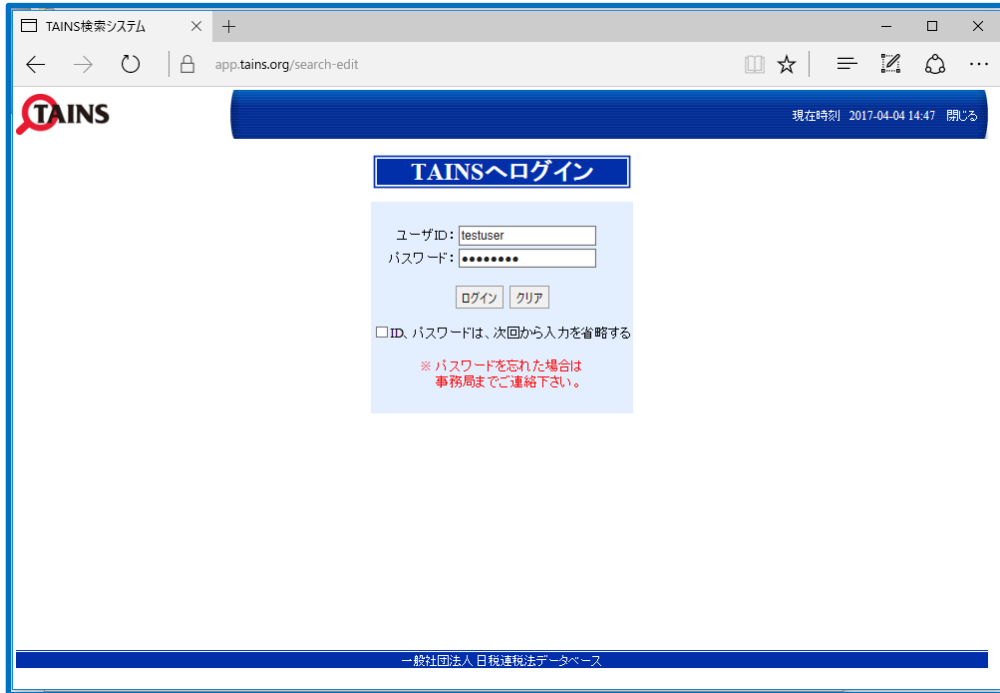 TAINS検索システム
app.tains.org/search-edit
TAINS
現在時刻 2017-04-04 14:47 閉じる
TAINSへログイン
ユーザID： testuser
パスワード： ●●●●●●●●
ログイン クリア
ID、パスワードは、次回から入力を省略する
※ パスワードを忘れた場合は
事務局までご連絡下さい。
一般社団法人 日税連税法データベース